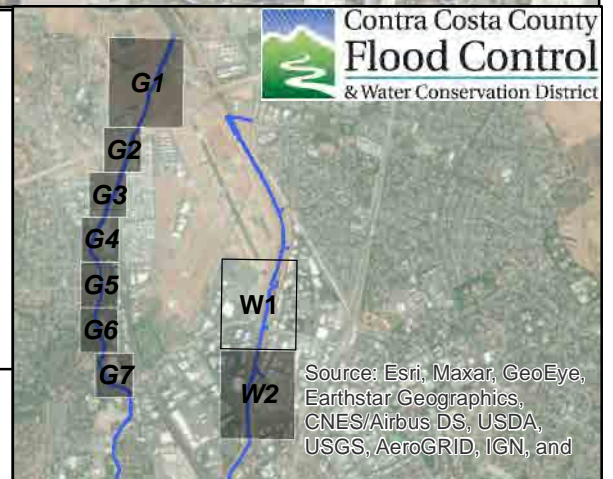 Contra Costa County
Flood Control
& Water Conservation District
G1
G2
G3
G4
G5
G6
G7
W1
W2
Source: Esri, Maxar, GeoEye,
Earthstar Geographics,
CNES/Airbus DS, USDA,
USGS, AeroGRID, IGN, and